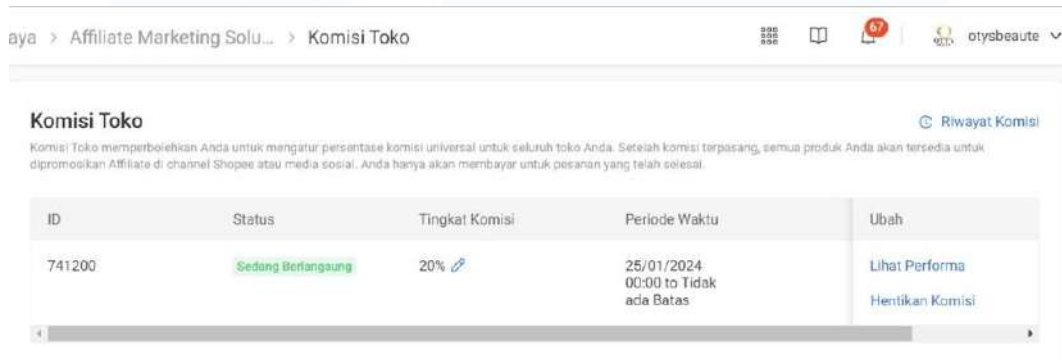 aya > Affiliate Marketing Solu... > Komisi Toko
67
otysbeaute
Komisi Toko
Riwayat Komisi
Komisi Toko memperbolehkan Anda untuk mengatur persentase komisi universal untuk seluruh toko Anda. Setelah komisi terpasang, semua produk Anda akan tersedia untuk
dipromosikan Affiliate di channel Shopee atau media sosial. Anda hanya akan membayar untuk pesanan yang telah selesai.
ID Status Tingkat Komisi Periode Waktu Ubah
741200 Sedang Berlangsung 20% 25/01/2024 Lihat Performa
00:00 to Tidak
ada Batas Hentikan Komisi